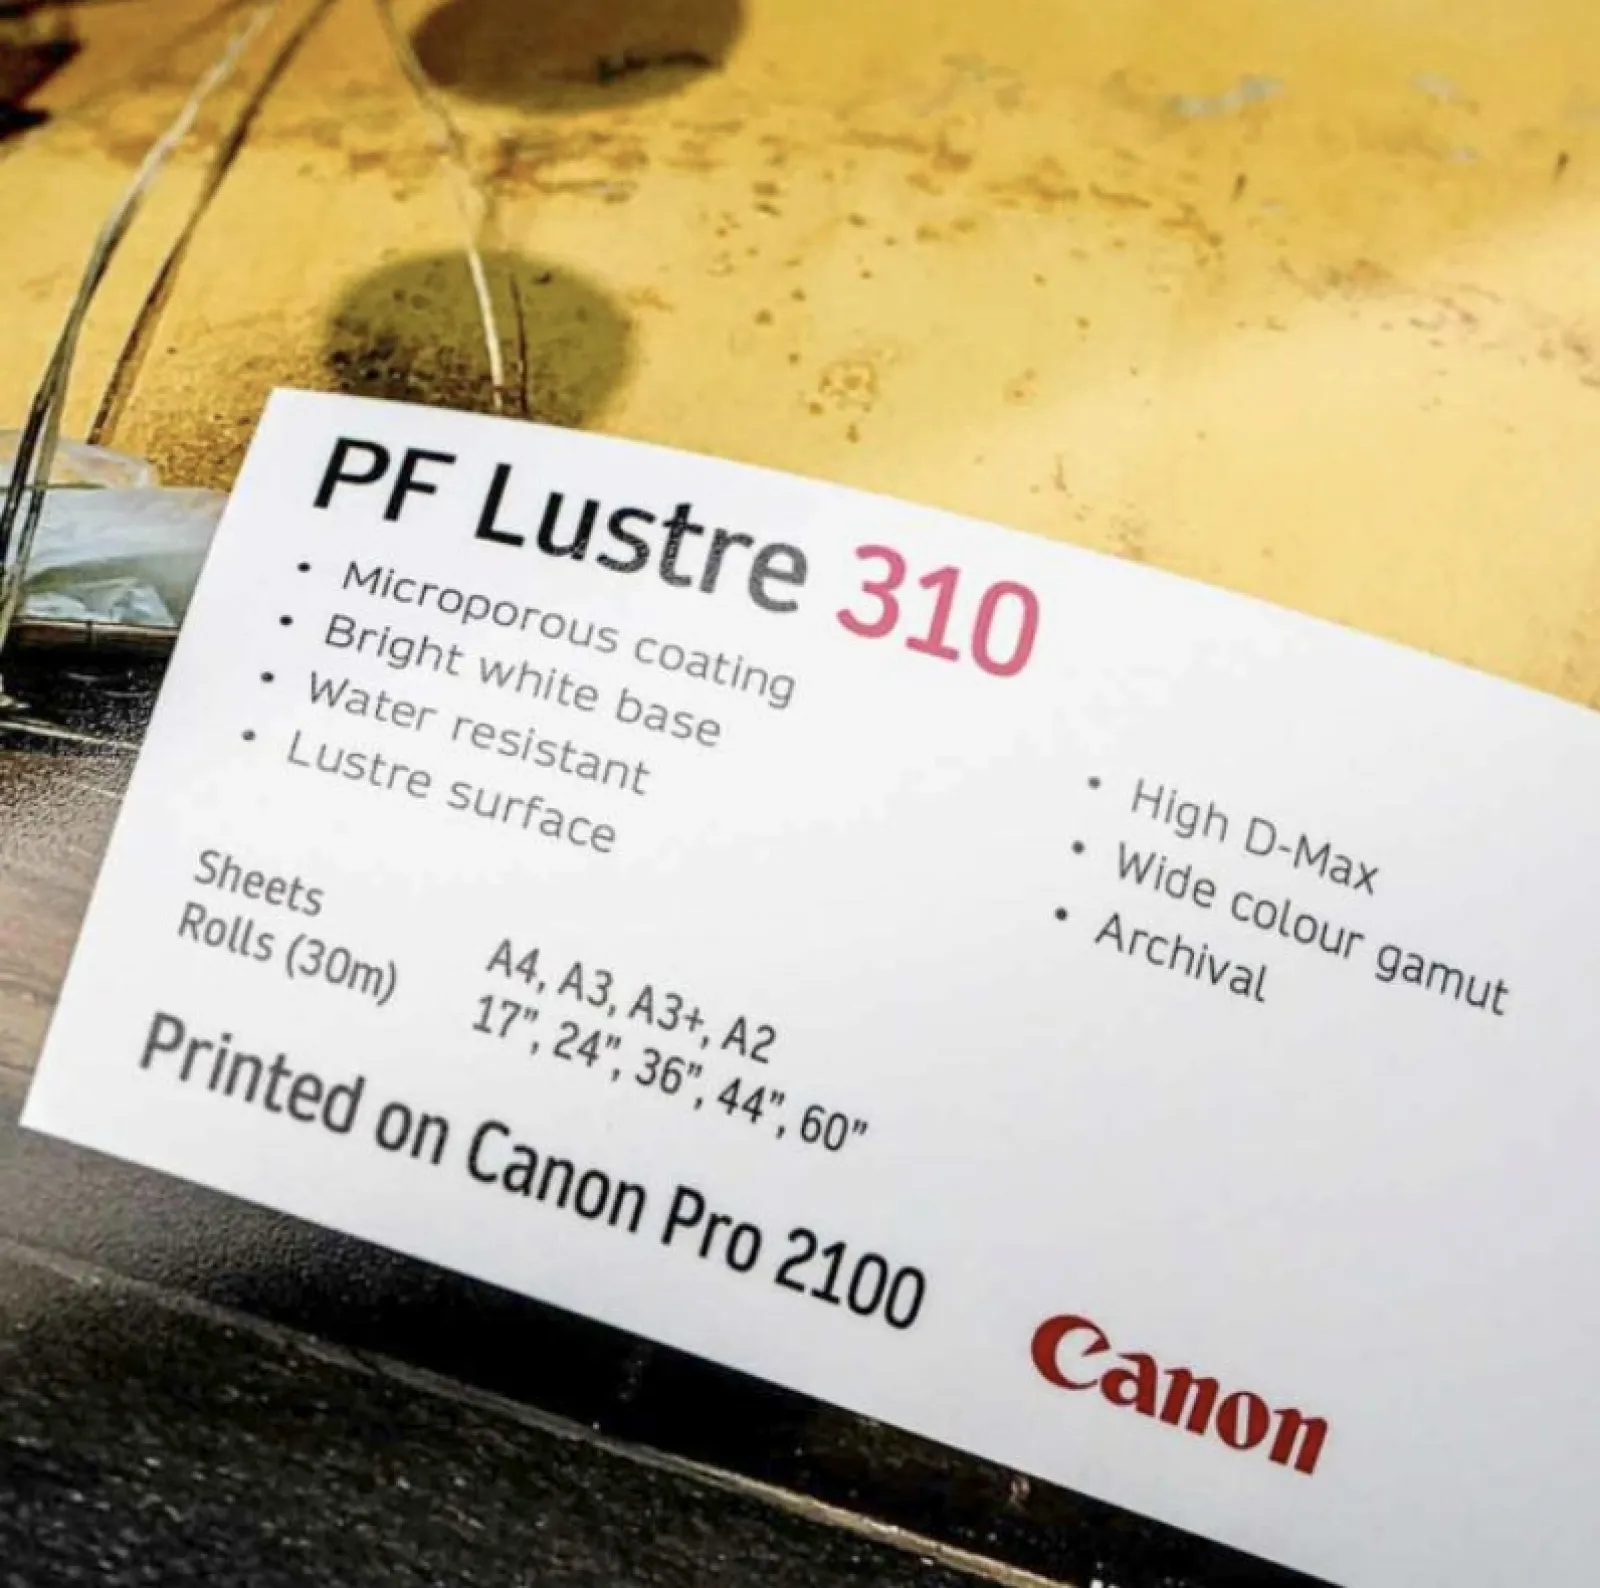 PF Lustre 310
• Microporous coating
• Bright white base
• Water resistant
• Lustre surface
• High D-Max
• Wide colour gamut
• Archival
Sheets A4, A3, A3+, A2
Rolls (30m) 17”, 24”, 36”, 44”, 60”
Printed on Canon Pro 2100
Canon